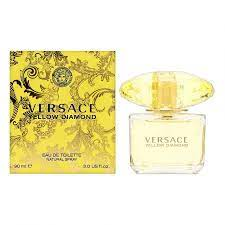 VERSACE
YELLOW DIAMOND
EAU DE TOILETTE
NATURAL SPRAY
90 ml ℮
3.0 US fl.oz.
VERSACE
YELLOW DIAMOND